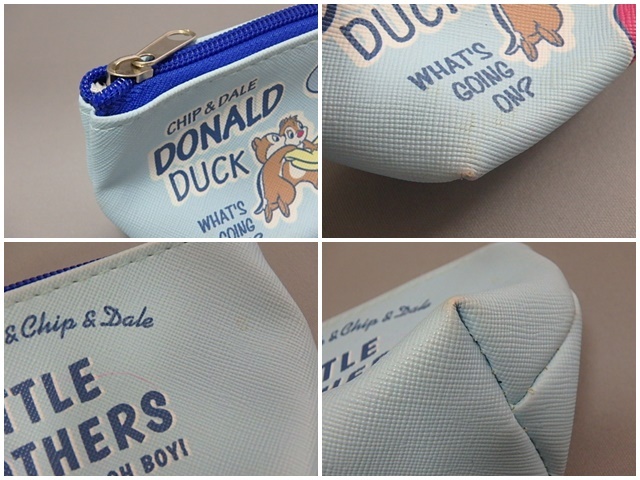 CHIP & DALE
DONALD
DUCK
WHAT'S
GOING
DUCK
WHAT'S
GOING
ON?
& Chip & Dale
TTLE
THERS
OH BOY!
& Chip & Dale
TLE